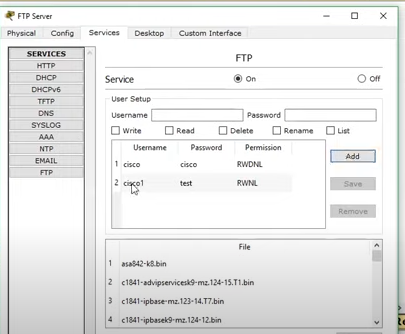 FTP Server
Physical Config Services Desktop Custom Interface
SERVICES
HTTP
DHCP
DHCPv6
TFTP
DNS
SYSLOG
AAA
NTP
EMAIL
FTP
FTP
Service On Off
User Setup
Username Password
Write Read Delete Rename List
Username Password Permission
1 cisco cisco RWDNL
2 cisco1 test RWNL
Add
Save
Remove
File
1 asa842-k8.bin
2 c1841-advipservicesk9-mz.124-15.T1.bin
3 c1841-ipbase-mz.123-14.T7.bin
4 c1841-ipbasek9-mz.124-12.bin